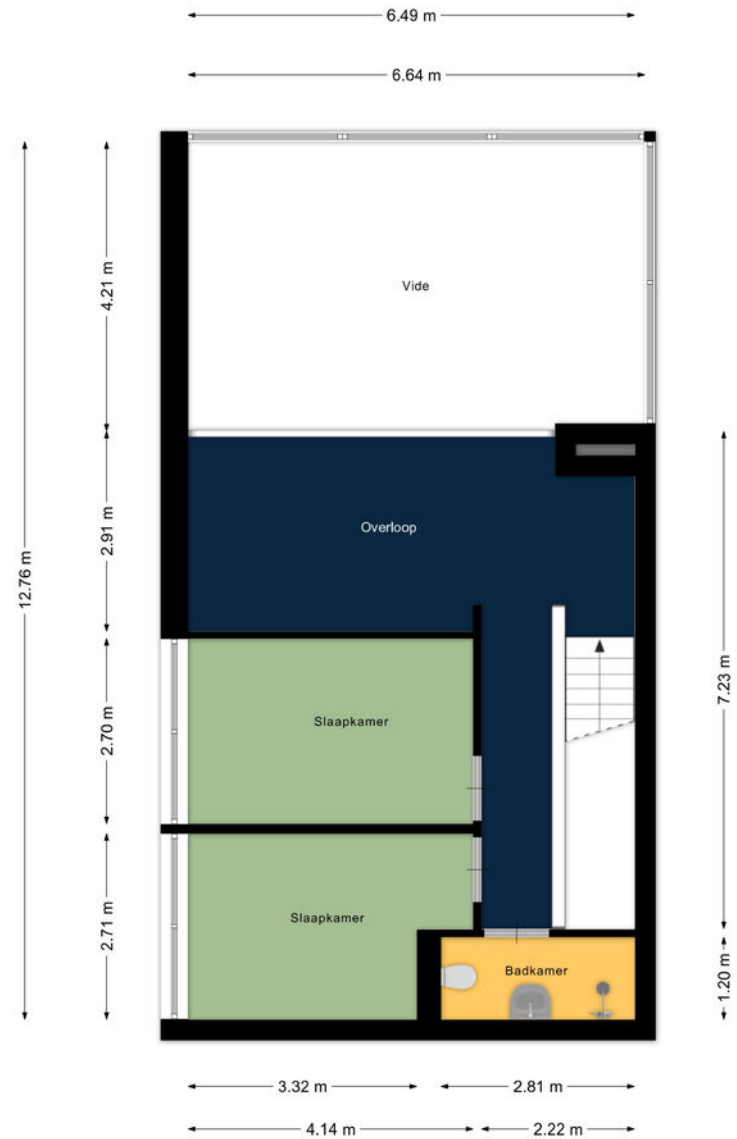 6.49 m
6.64 m
4.21 m
Vide
2.91 m
Overloop
12.76 m
7.23 m
2.70 m
Slaapkamer
2.71 m
Slaapkamer
Badkamer
1.20 m
3.32 m
2.81 m
4.14 m
2.22 m